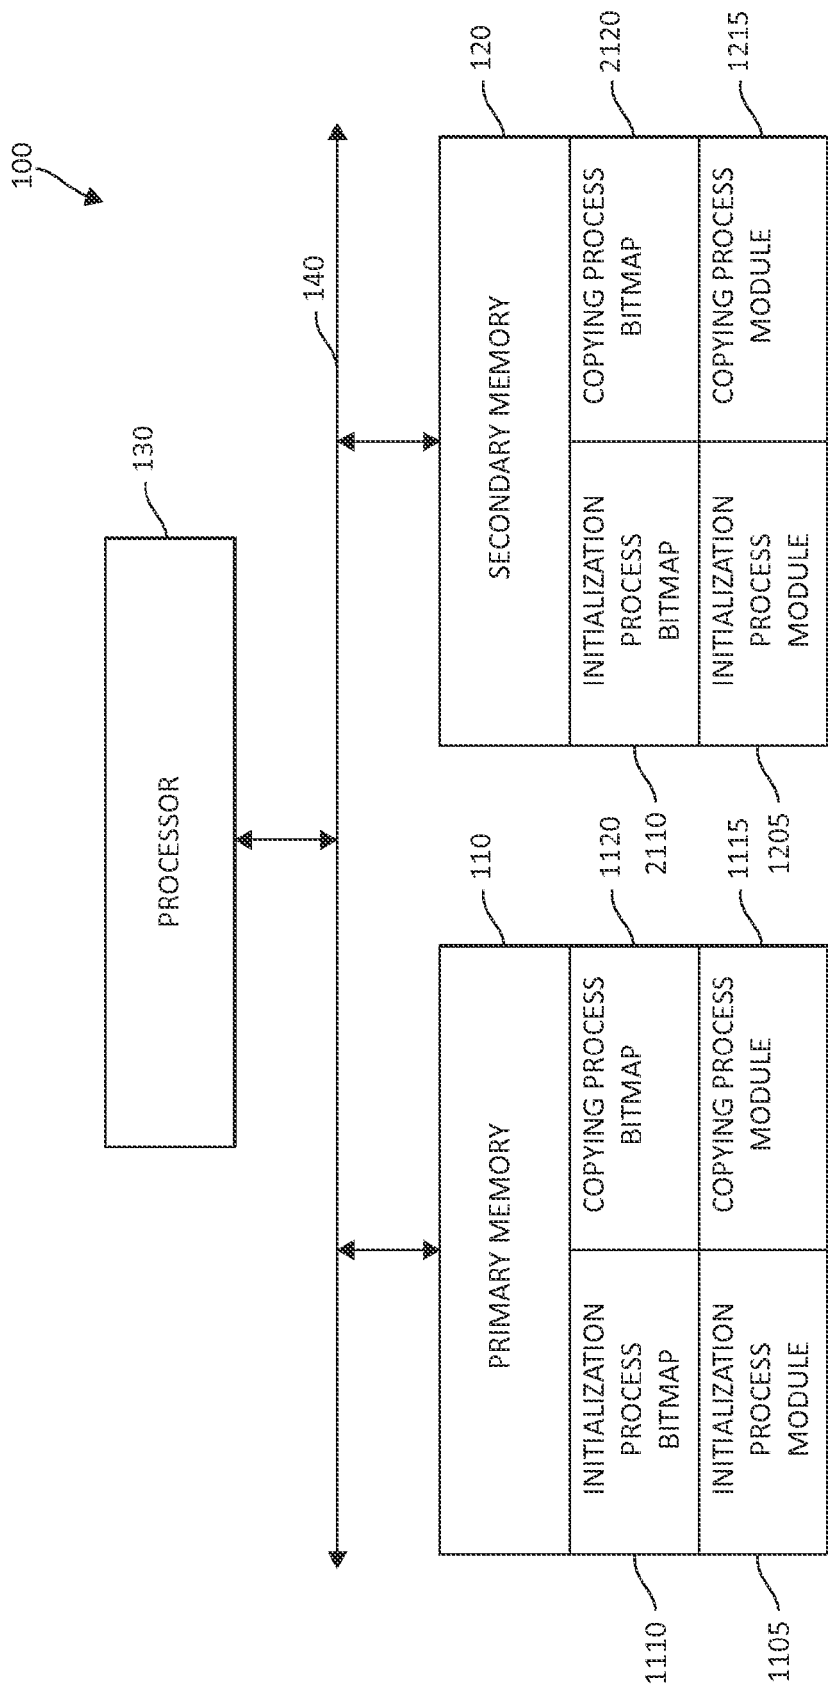 100
PROCESSOR
130
140
PRIMARY MEMORY
110
INITIALIZATION
PROCESS
BITMAP
1110
COPYING PROCESS
BITMAP
1120
INITIALIZATION
PROCESS
MODULE
1105
COPYING PROCESS
MODULE
1115
SECONDARY MEMORY
120
INITIALIZATION
PROCESS
BITMAP
2110
COPYING PROCESS
BITMAP
2120
INITIALIZATION
PROCESS
MODULE
1205
COPYING PROCESS
MODULE
1215